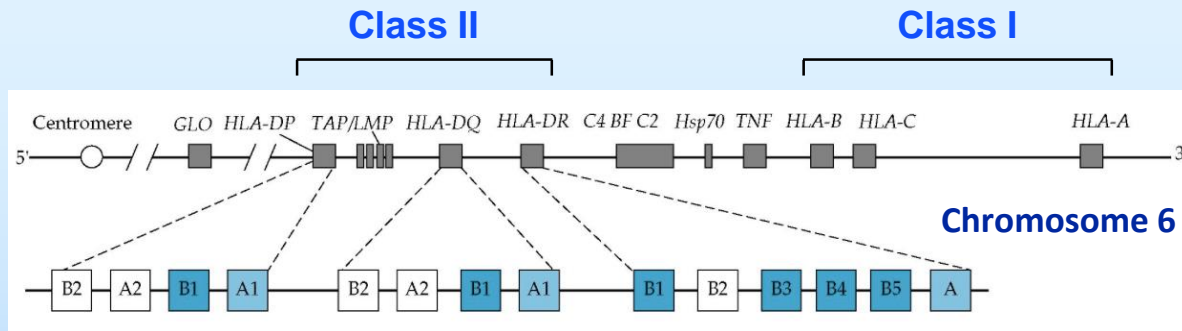 Class II Class I
Centromere GLO HLA-DP TAP/LMP HLA-DQ HLA-DR C4 BF C2 Hsp70 TNF HLA-B HLA-C HLA-A
5' 3
Chromosome 6
B2 A2 B1 A1 B2 A2 B1 A1 B1 B2 B3 B4 B5 A